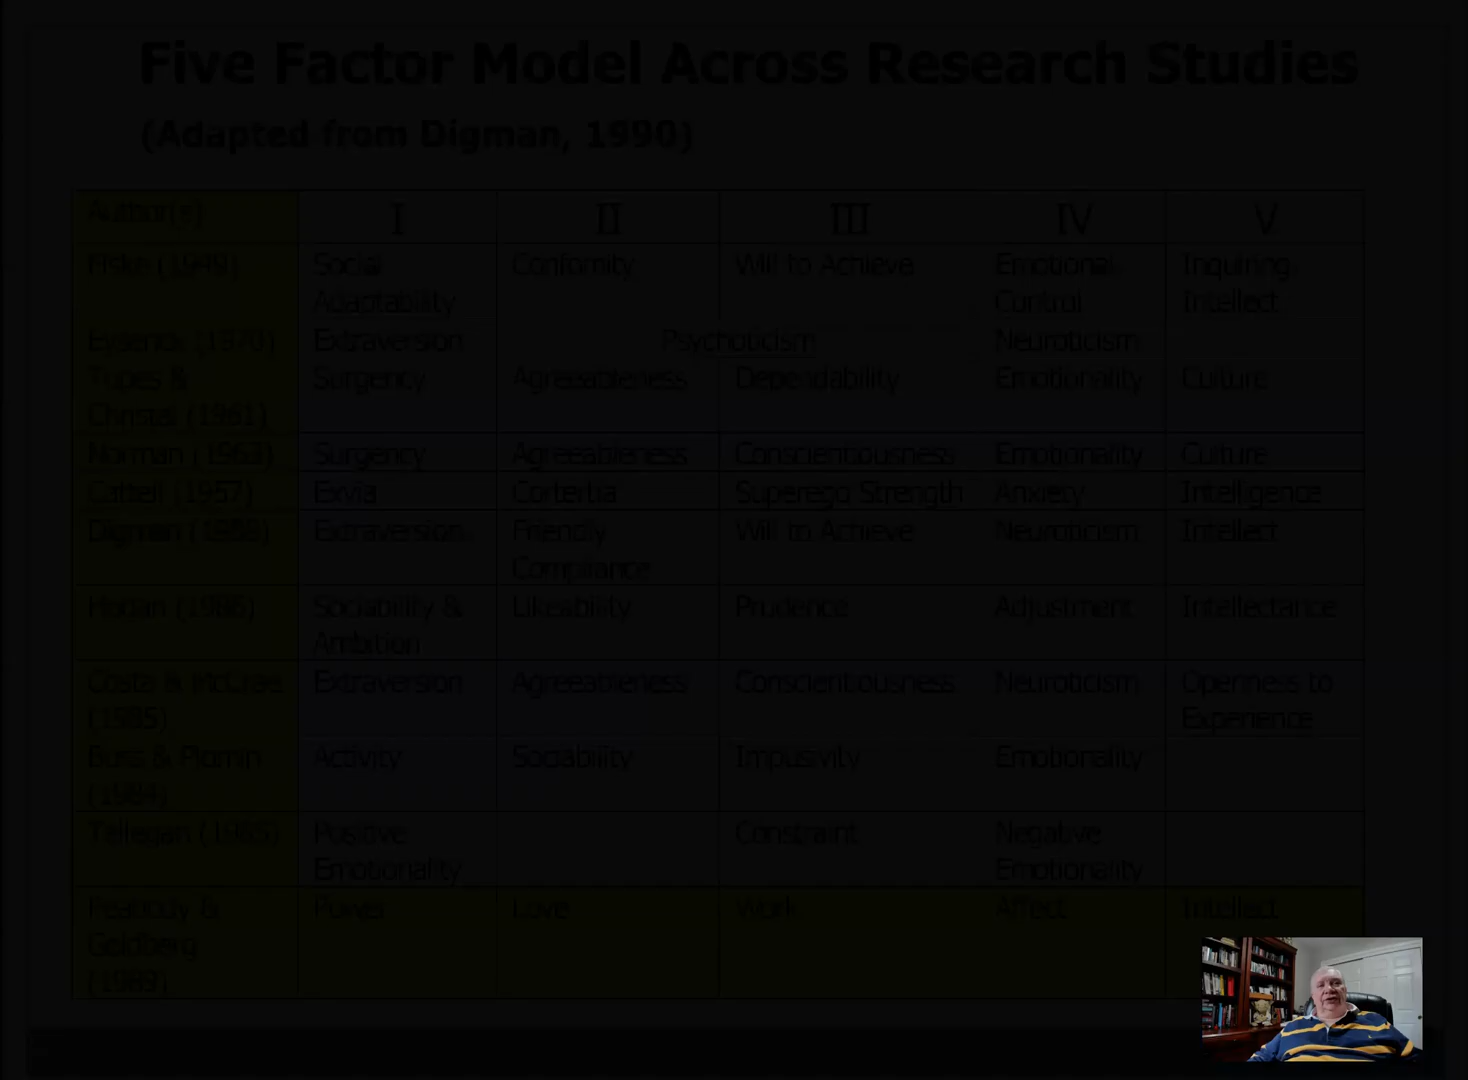 Five Factor Model Across Research Studies
(Adapted from Digman, 1990)
Author(s) I II III IV V
Fiske (1949) Social Conformity Will to Achieve Emotional Inquiring
Adaptability Control Intellect
Eysenck (1970) Extraversion Psychoticism Neuroticism
Tupes & Surgency Agreeableness Dependability Emotionality Culture
Christal (1961)
Norman (1963) Surgency Agreeableness Conscientiousness Emotionality Culture
Cattell (1957) Exvia Cortertia Superego Strength Anxiety Intelligence
Digman Extraversion Friendly Will to Achieve Neuroticism Intellect
Compliance
Hogan (1986) Sociability & Likeability Prudence Adjustment Intellectance
Ambition
Costa & McCrae Extraversion Agreeableness Conscientiousness Neuroticism Openness to
(1985) Experience
Buss & Plomin Activity Sociability Impusivity Emotionality
(1984)
Tellegan (1985) Positive Constraint Negative
Emotionality Emotionality
Peabody & Power Love Work Affect Intellect
Goldberg
(1989)